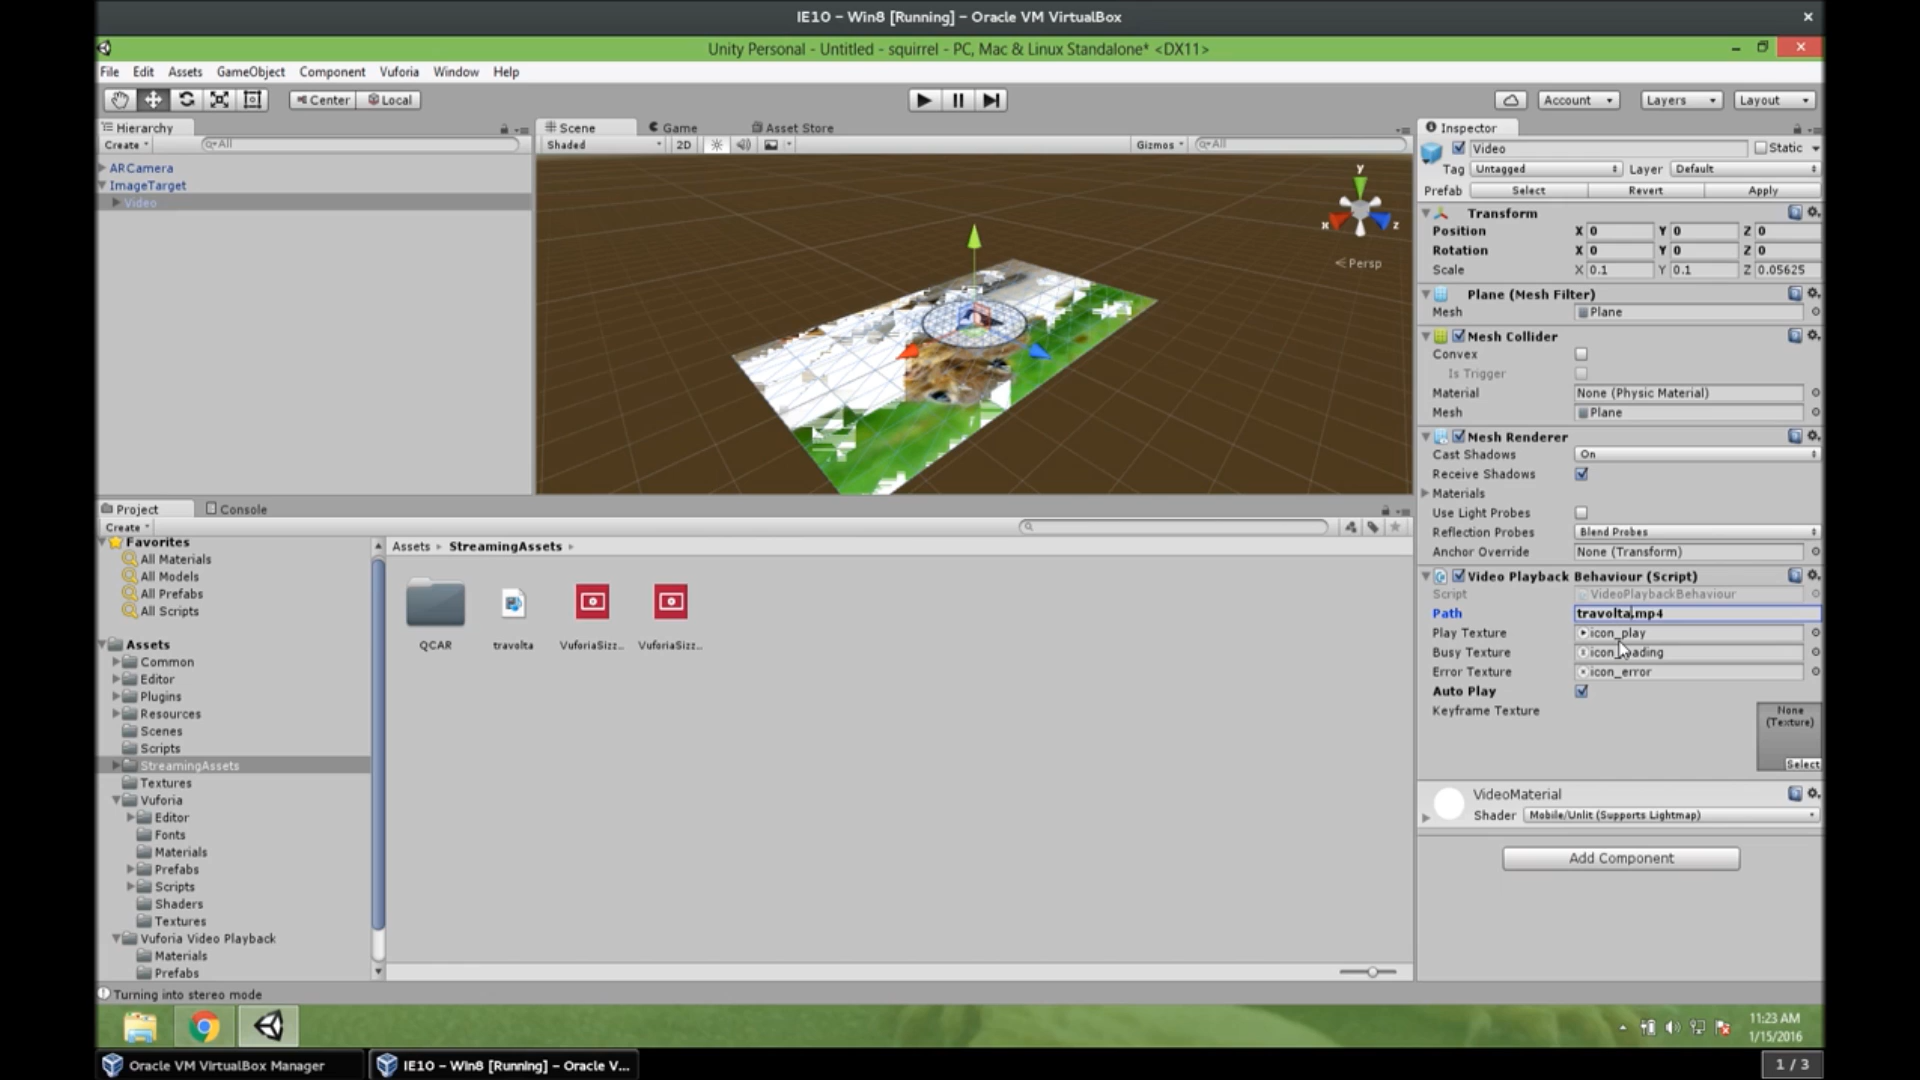 IE10 - Win8 [Running] - Oracle VM VirtualBox
Unity Personal - Untitled - squirrel - PC, Mac & Linux Standalone* <DX11>
File Edit Assets GameObject Component Vuforia Window Help
Center Local Account Layers Layout
Hierarchy
Create All
ARCamera
ImageTarget
Video
Scene Game Asset Store
Shaded 2D Gizmos All
y
x z
Persp
Inspector
Video Static
Tag Untagged Layer Default
Prefab Select Revert Apply
Transform
Position X 0 Y 0 Z 0
Rotation X 0 Y 0 Z 0
Scale X 0.1 Y 0.1 Z 0.05625
Plane (Mesh Filter)
Mesh Plane
Mesh Collider
Convex
Is Trigger
Material None (Physic Material)
Mesh Plane
Mesh Renderer
Cast Shadows On
Receive Shadows
Materials
Use Light Probes
Reflection Probes Blend Probes
Anchor Override None (Transform)
Video Playback Behaviour (Script)
Script VideoPlaybackBehaviour
Path travolta.mp4
Play Texture icon_play
Busy Texture
Error Texture icon_error
Auto Play
Keyframe Texture
None
(Texture)
Select
VideoMaterial
Shader Mobile/Unlit (Supports Lightmap)
Add Component
Project Console
Create
Favorites
All Materials
All Models
All Prefabs
All Scripts
Assets
Common
Editor
Plugins
Resources
Scenes
Scripts
StreamingAssets
Textures
Vuforia
Editor
Fonts
Materials
Prefabs
Scripts
Shaders
Textures
Vuforia Video Playback
Materials
Prefabs
Assets StreamingAssets
QCAR travolta VuforiaSizz... VuforiaSizz...
Turning into stereo mode
11:23 AM
1/15/2016
Oracle VM VirtualBox Manager IE10 - Win8 [Running] - Oracle V... 1 / 3